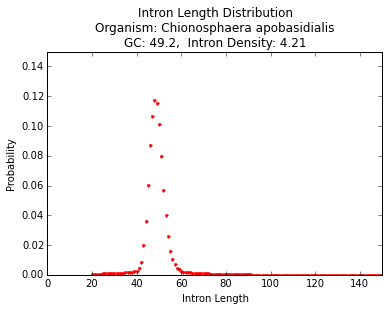 Intron Length Distribution
Organism: Chionosphaera apobasidialis
GC: 49.2,  Intron Density: 4.21
0.14
0.12
0.10
0.08
0.06
0.04
0.02
0.00
Probability
0 20 40 60 80 100 120 140
Intron Length